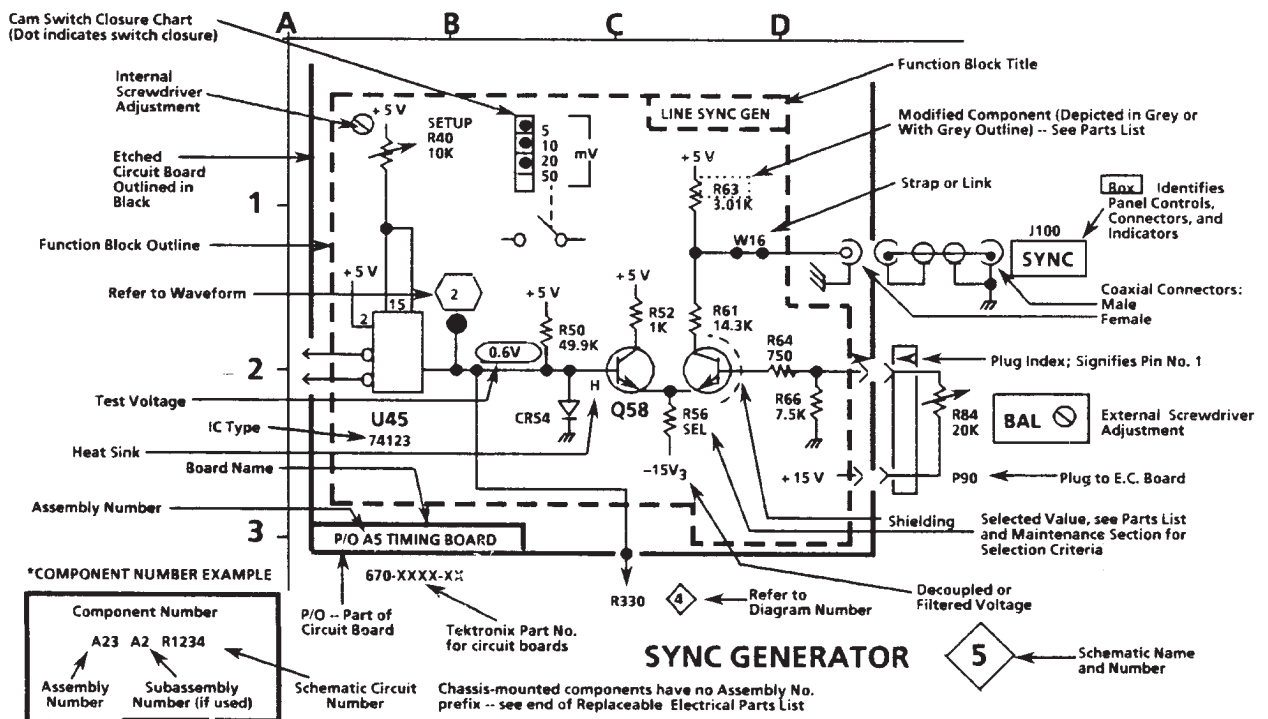 Cam Switch Closure Chart
(Dot indicates switch closure)
A
B
C
D
Internal
Screwdriver
Adjustment
Etched
Circuit Board
Outlined in
Black
Function Block Outline
Refer to Waveform
Test Voltage
IC Type
Heat Sink
Board Name
Assembly Number
1
2
3
+5 V
SETUP
R40
10K
5
10
20
50
mV
LINE SYNC GEN
Function Block Title
Modified Component (Depicted in Grey or
With Grey Outline) -- See Parts List
+5 V
R63
3.01K
Strap or Link
W16
Box Identifies
Panel Controls,
Connectors, and
Indicators
J100
SYNC
Coaxial Connectors:
Male
Female
+5 V
2
15
2
+5 V
R50
49.9K
0.6V
+5 V
R52
1K
R61
14.3K
R64
750
R66
7.5K
Plug Index; Signifies Pin No. 1
R84
20K
BAL
External Screwdriver
Adjustment
U45
74123
CR54
H
Q58
R56
SEL
-15V3
+15 V
P90
Plug to E.C. Board
Shielding
Selected Value, see Parts List
and Maintenance Section for
Selection Criteria
P/O A5 TIMING BOARD
670-XXXX-XX
P/O -- Part of
Circuit Board
Tektronix Part No.
for circuit boards
R330
4
Refer to
Diagram Number
Decoupled or
Filtered Voltage
*COMPONENT NUMBER EXAMPLE
Component Number
A23 A2 R1234
Assembly
Number
Subassembly
Number (if used)
Schematic Circuit
Number
SYNC GENERATOR
5
Schematic Name
and Number
Chassis-mounted components have no Assembly No.
prefix -- see end of Replaceable Electrical Parts List